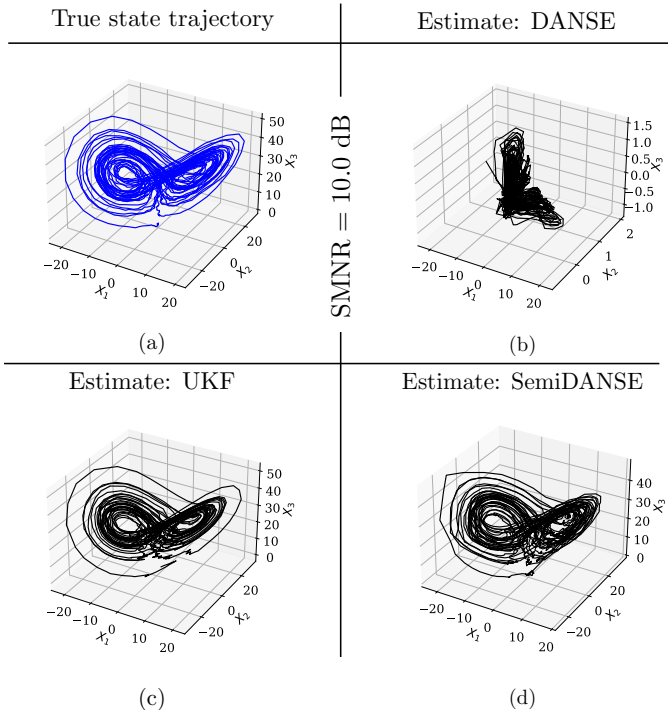 True state trajectory
Estimate: DANSE
SMNR = 10.0 dB
50
40
30
20
10
0
X3
−20
−10
0
10
20
X1
−20
0
20
X2
(a)
1.5
1.0
0.5
0.0
−0.5
−1.0
X3
−20
−10
0
10
20
X1
0
1
2
X2
(b)
Estimate: UKF
Estimate: SemiDANSE
50
40
30
20
10
0
X3
−20
−10
0
10
20
X1
−20
0
20
X2
(c)
40
30
20
10
0
X3
−20
−10
0
10
20
X1
−20
0
20
X2
(d)